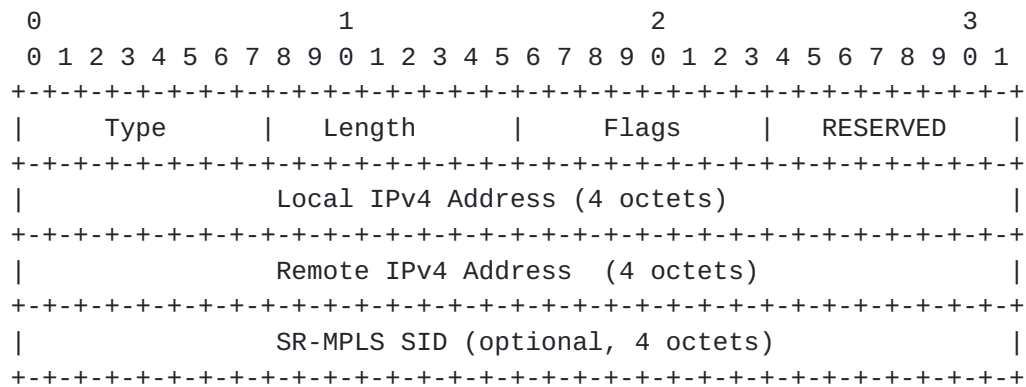 0                   1                   2                   3
 0 1 2 3 4 5 6 7 8 9 0 1 2 3 4 5 6 7 8 9 0 1 2 3 4 5 6 7 8 9 0 1
+-+-+-+-+-+-+-+-+-+-+-+-+-+-+-+-+-+-+-+-+-+-+-+-+-+-+-+-+-+-+-+-+
|     Type      |   Length      |     Flags     |   RESERVED    |
+-+-+-+-+-+-+-+-+-+-+-+-+-+-+-+-+-+-+-+-+-+-+-+-+-+-+-+-+-+-+-+-+
|                Local IPv4 Address (4 octets)                  |
+-+-+-+-+-+-+-+-+-+-+-+-+-+-+-+-+-+-+-+-+-+-+-+-+-+-+-+-+-+-+-+-+
|                Remote IPv4 Address  (4 octets)                |
+-+-+-+-+-+-+-+-+-+-+-+-+-+-+-+-+-+-+-+-+-+-+-+-+-+-+-+-+-+-+-+-+
|                SR-MPLS SID (optional, 4 octets)               |
+-+-+-+-+-+-+-+-+-+-+-+-+-+-+-+-+-+-+-+-+-+-+-+-+-+-+-+-+-+-+-+-+